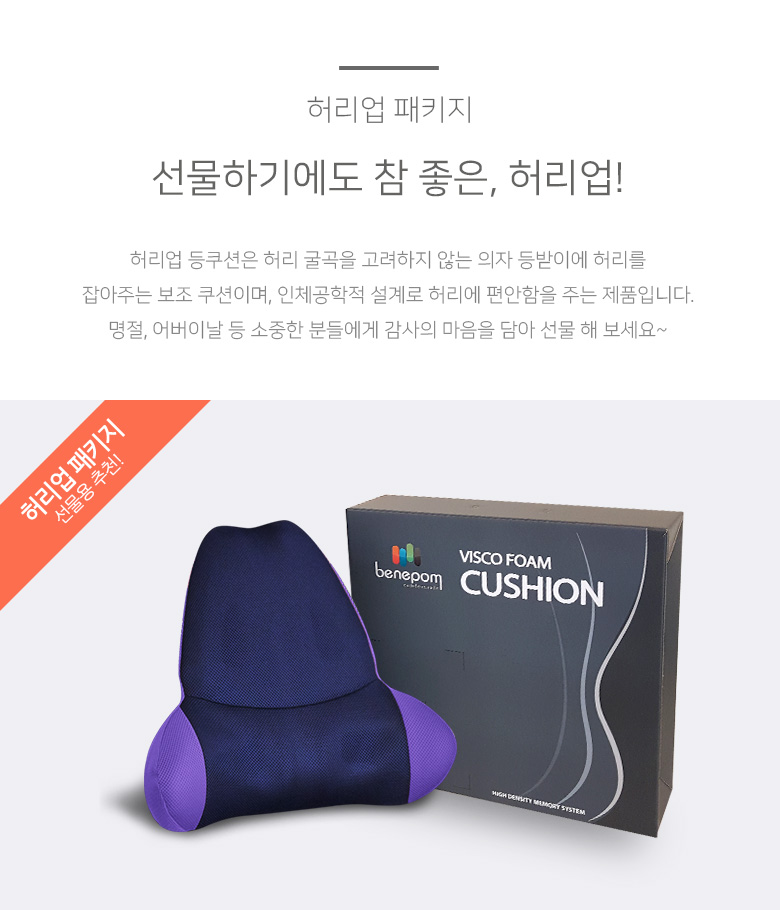 허리업 패키지
선물하기에도 참 좋은, 허리업!
허리업 등쿠션은 허리 굴곡을 고려하지 않는 의자 등받이에 허리를
잡아주는 보조 쿠션이며, 인체공학적 설계로 허리에 편안함을 주는 제품입니다.
명절, 어버이날 등 소중한 분들에게 감사의 마음을 담아 선물 해 보세요~
허리업 패키지
선물용 추천!
benepom
VISCO FOAM
CUSHION
HIGH DENSITY MEMORY SYSTEM